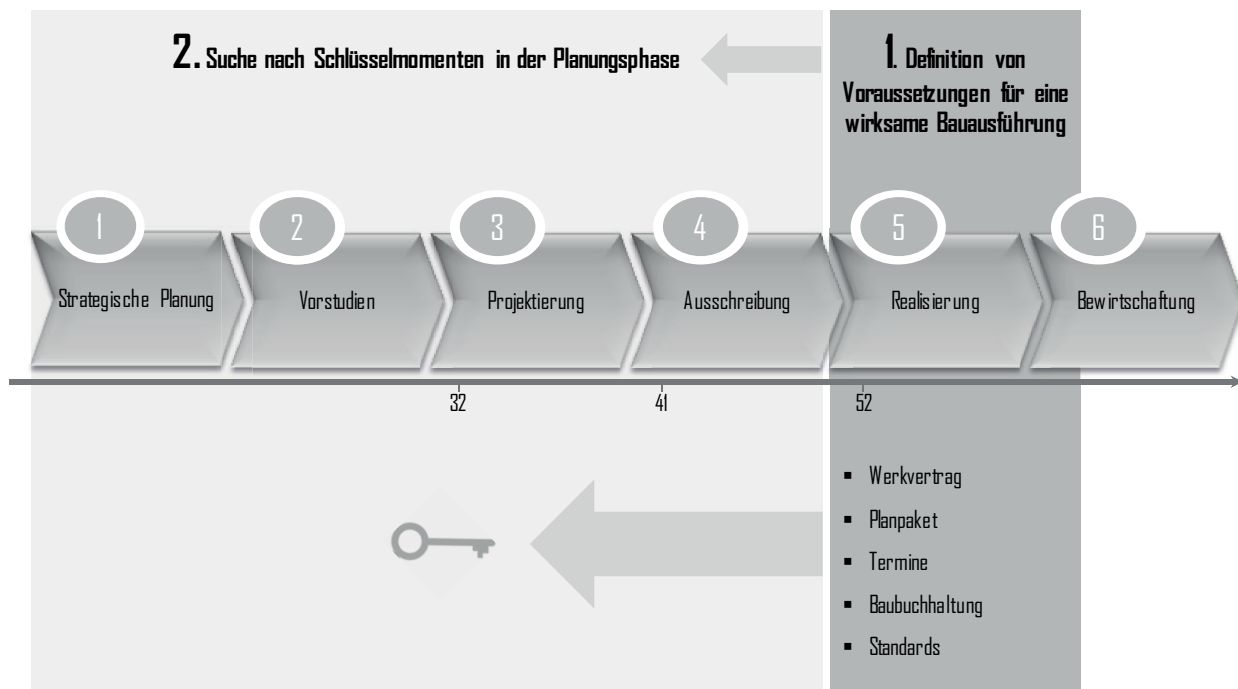 2. Suche nach Schlüsselmomenten in der Planungsphase
1. Definition von
Voraussetzungen für eine
wirksame Bauausführung
1
2
3
4
5
6
Strategische Planung
Vorstudien
Projektierung
Ausschreibung
Realisierung
Bewirtschaftung
32
41
52
▪ Werkvertrag
▪ Planpaket
▪ Termine
▪ Baubuchhaltung
▪ Standards